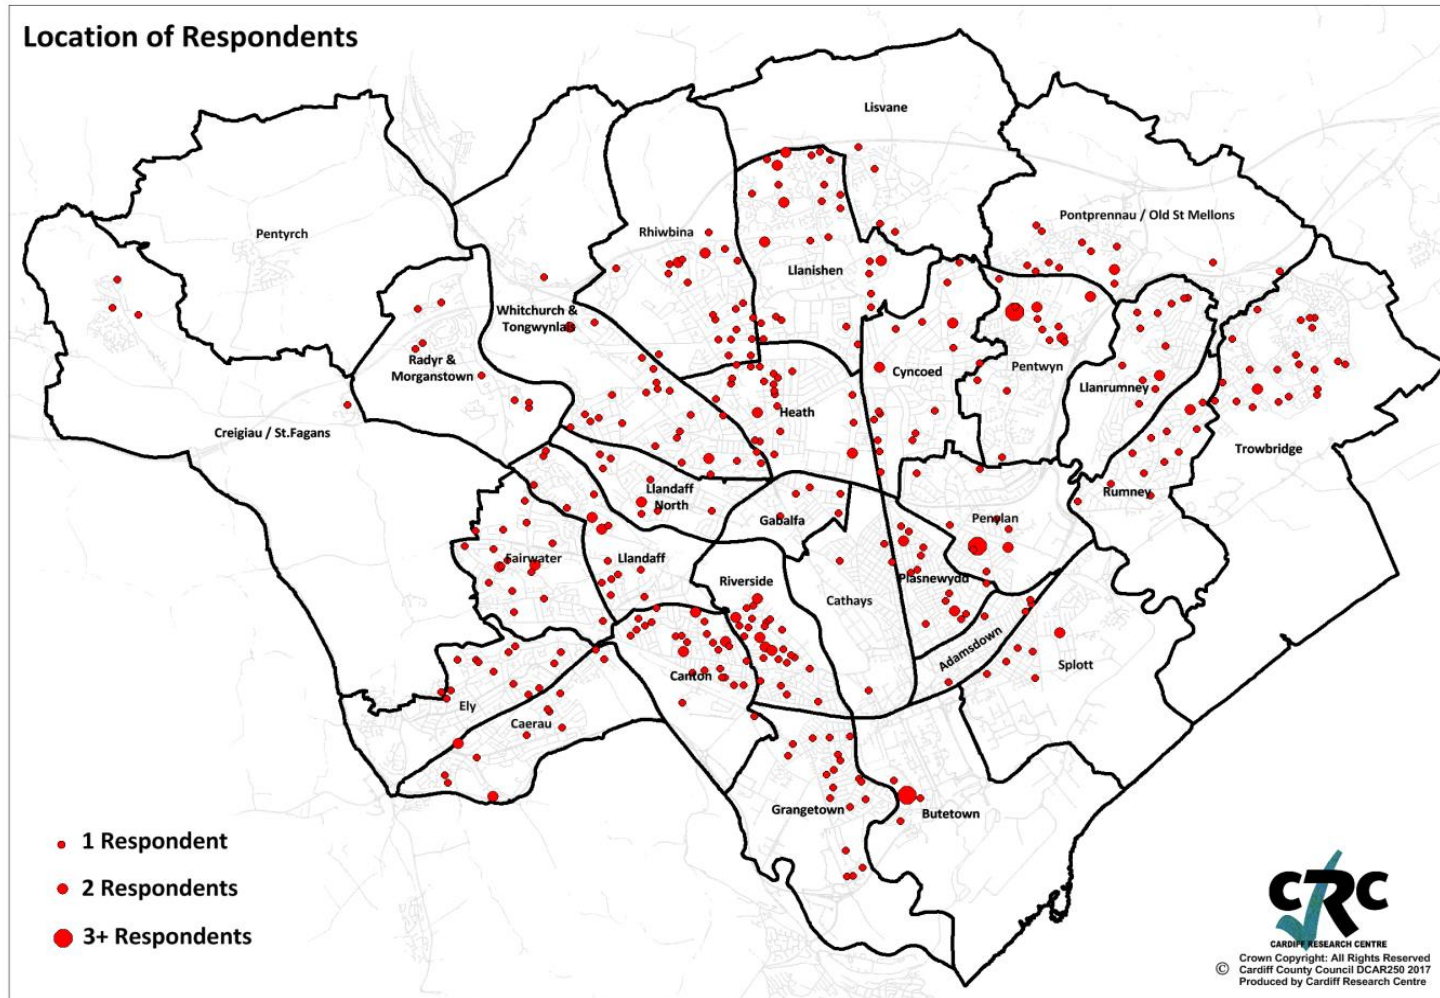 Location of Respondents
Lisvane
Pontprennau / Old St Mellons
Pentyrch
Rhiwbina
Llanishen
Whitchurch &
Tongwynlais
Radyr &
Morganstown
Cyncoed
Pentwyn
Llanrumney
Heath
Creigiau / St.Fagans
Trowbridge
Rumney
Llandaff
North
Gabalfa
Penylan
Fairwater
Llandaff
Riverside
Plasnewydd
Cathays
Adamsdown
Splott
Canton
Ely
Caerau
Grangetown
Butetown
1 Respondent
2 Respondents
3+ Respondents
CRC
CARDIFF RESEARCH CENTRE
Crown Copyright: All Rights Reserved
© Cardiff County Council DCAR250 2017
Produced by Cardiff Research Centre